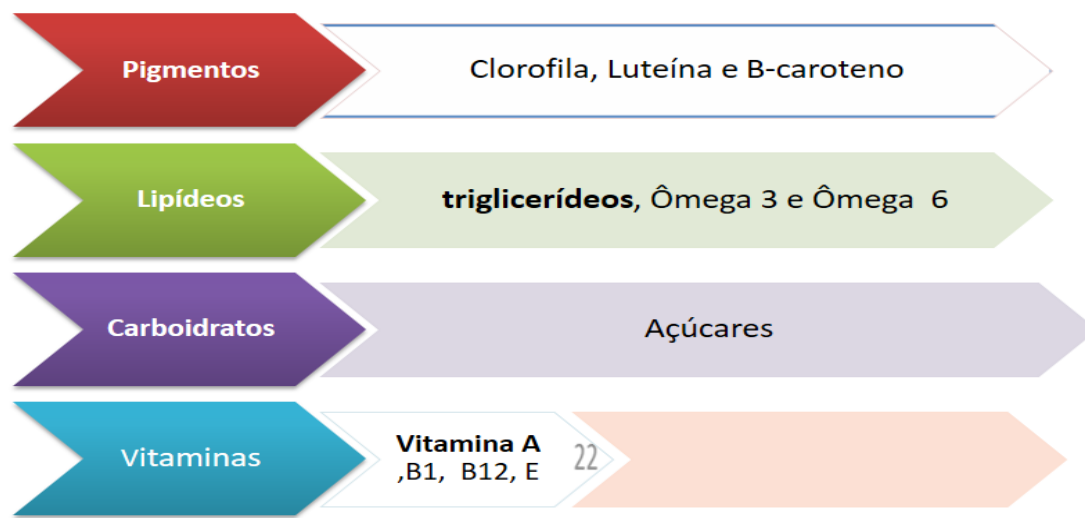 Pigmentos
Clorofila, Luteína e B-caroteno
Lipídeos
triglicerídeos, Ômega 3 e Ômega  6
Carboidratos
Açúcares
Vitaminas
Vitamina A
,B1,  B12, E
22